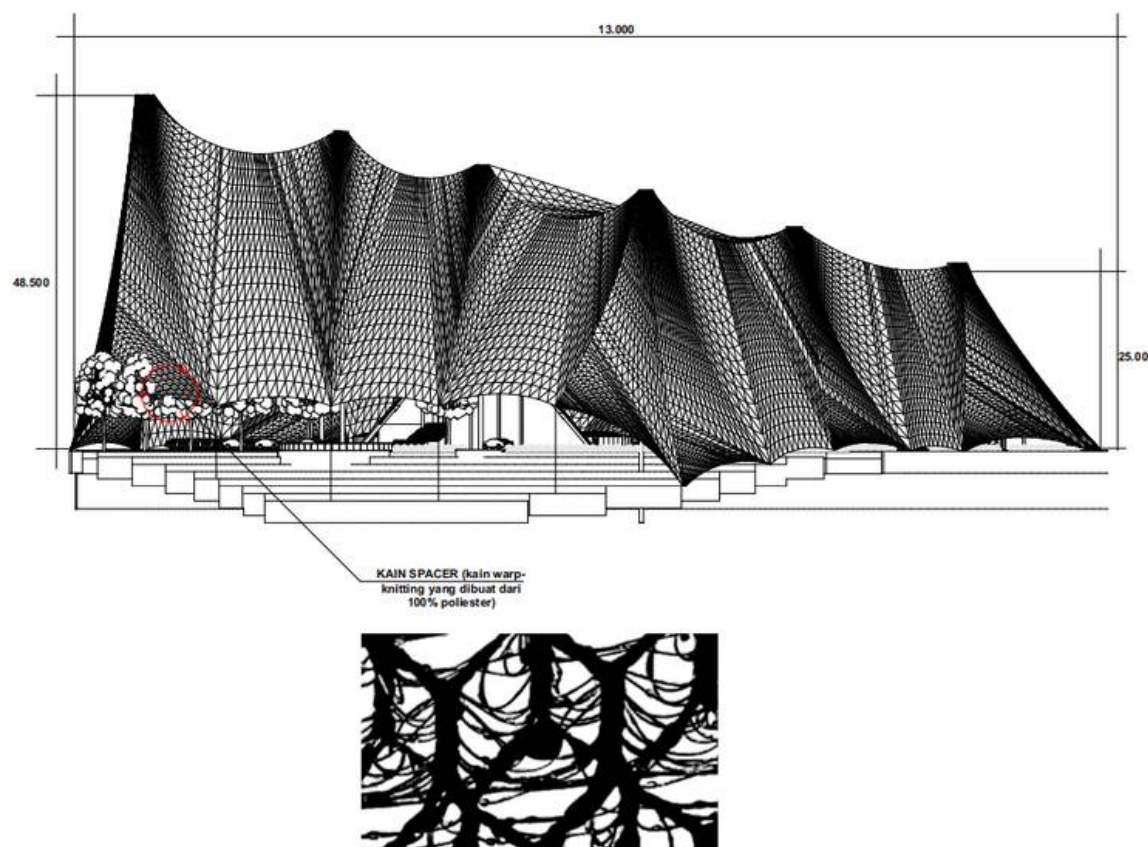 13.000
48.500
25.00
KAIN SPACER (kain warp-
knitting yang dibuat dari
100% poliester)